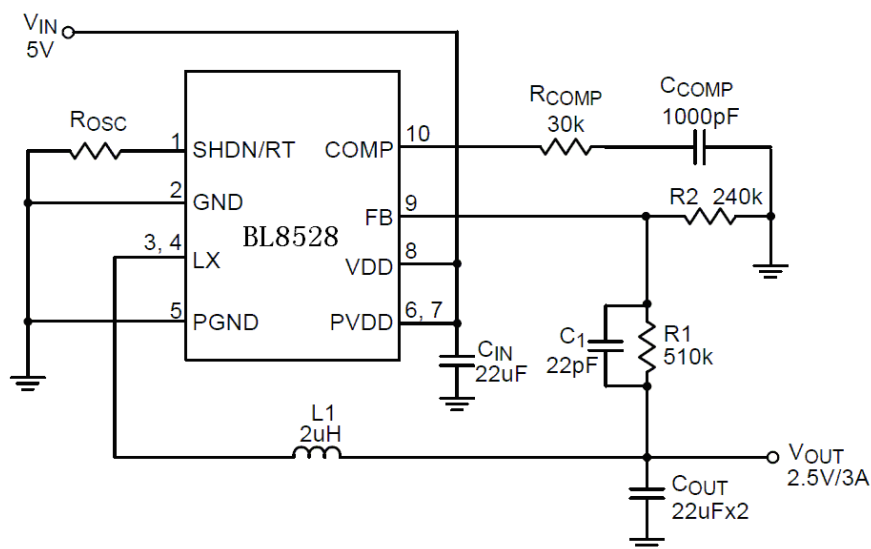 VIN
5V
ROSC
1
SHDN/RT
COMP
10
RCOMP
30k
CCOMP
1000pF
2
GND
FB
9
R2 240k
BL8528
3, 4
LX
VDD
8
5
PGND
PVDD
6, 7
CIN
22uF
C1
22pF
R1
510k
L1
2uH
VOUT
2.5V/3A
COUT
22uFx2